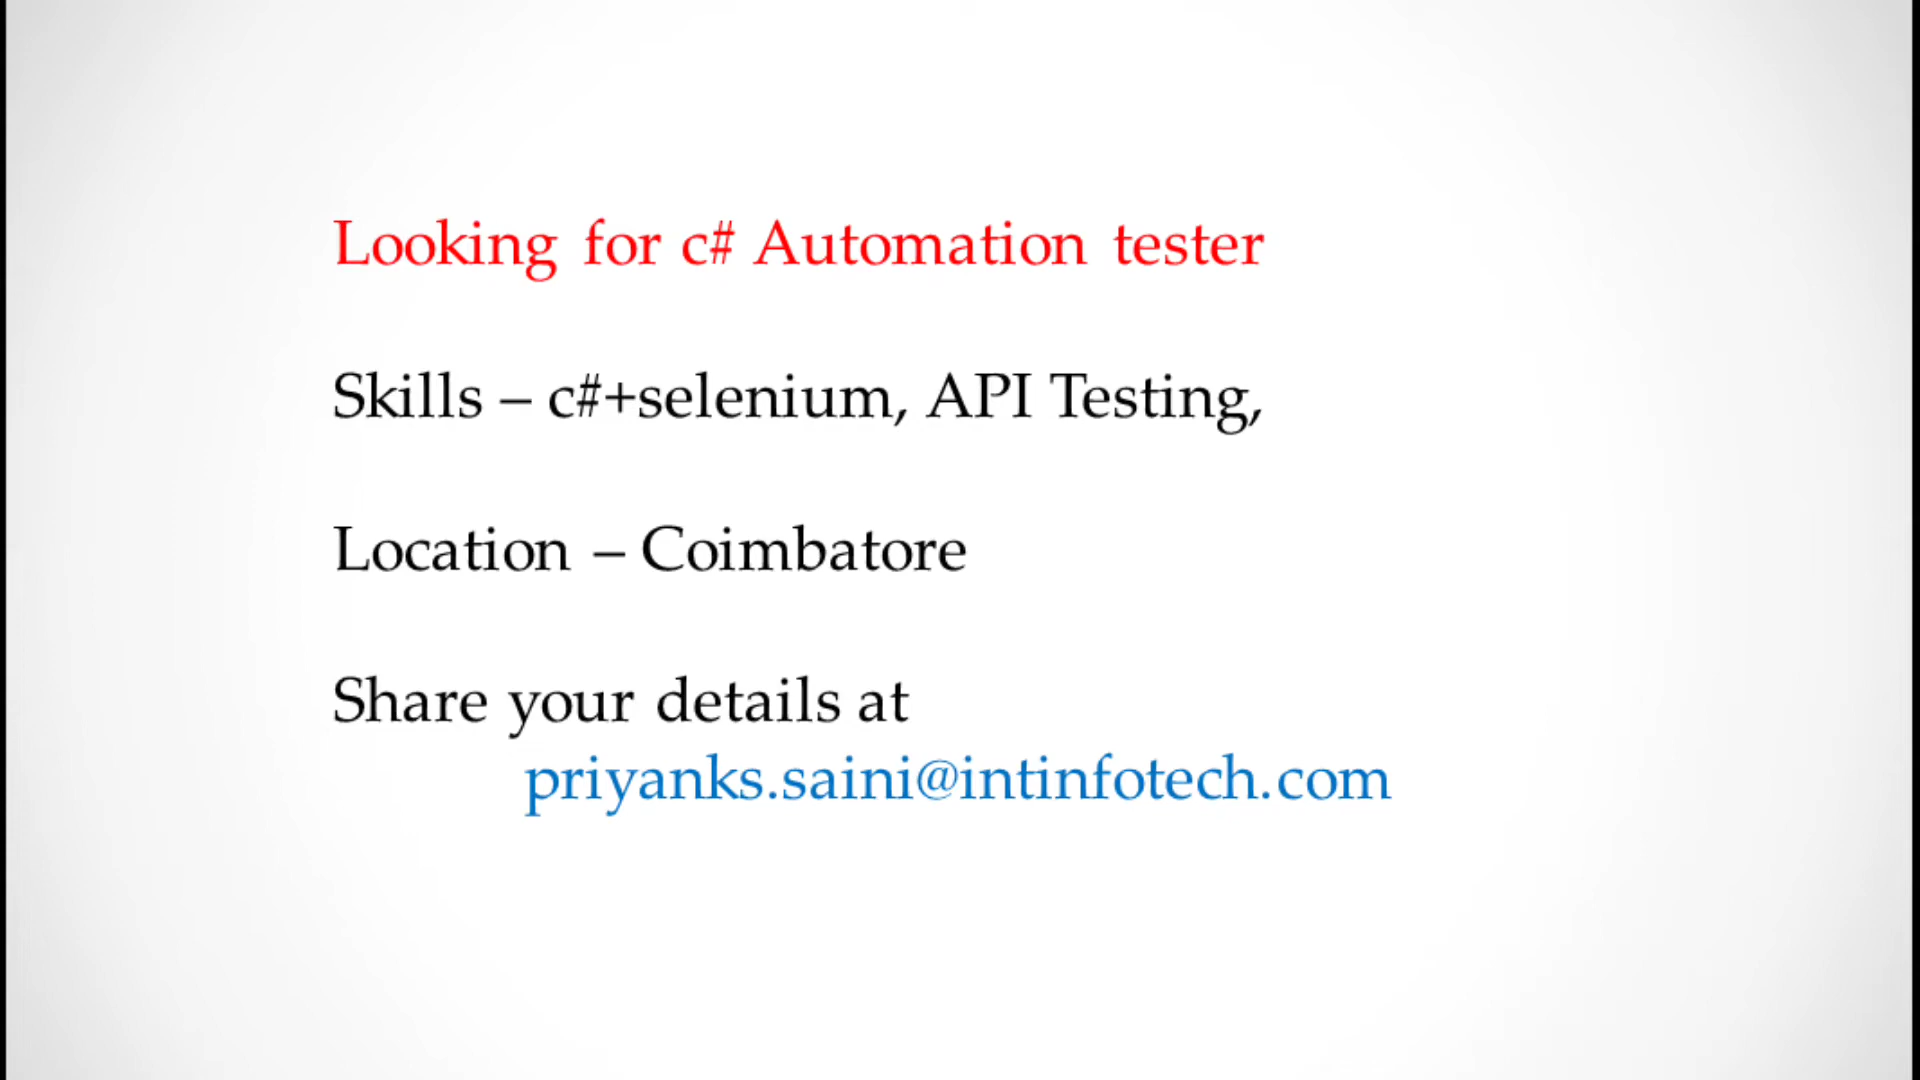 Looking for c# Automation tester
Skills – c#+selenium, API Testing,
Location – Coimbatore
Share your details at
priyanks.saini@intinfotech.com